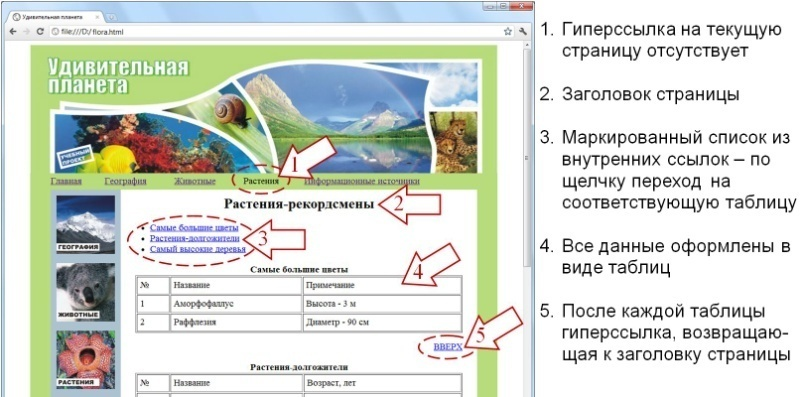 Удивительная планета
file:///D:/flora.html
Удивительная
планета
УЧЕБНЫЙ
ПРОЕКТ
Главная География Животные Растения Информационные источники
1
Растения-рекордсмены
2
• Самые большие цветы
• Растения-долгожители
• Самый высокие деревья
3
ГЕОГРАФИЯ
ЖИВОТНЫЕ
РАСТЕНИЯ
Самые большие цветы
4
№ Название Примечание
1 Аморфофаллус Высота - 3 м
2 Раффлезия Диаметр - 90 см
ВВЕРХ
5
Растения-долгожители
№ Название Возраст, лет
1. Гиперссылка на текущую
страницу отсутствует
2. Заголовок страницы
3. Маркированный список из
внутренних ссылок – по
щелчку переход на
соответствующую таблицу
4. Все данные оформлены в
виде таблиц
5. После каждой таблицы
гиперссылка, возвращаю-
щая к заголовку страницы